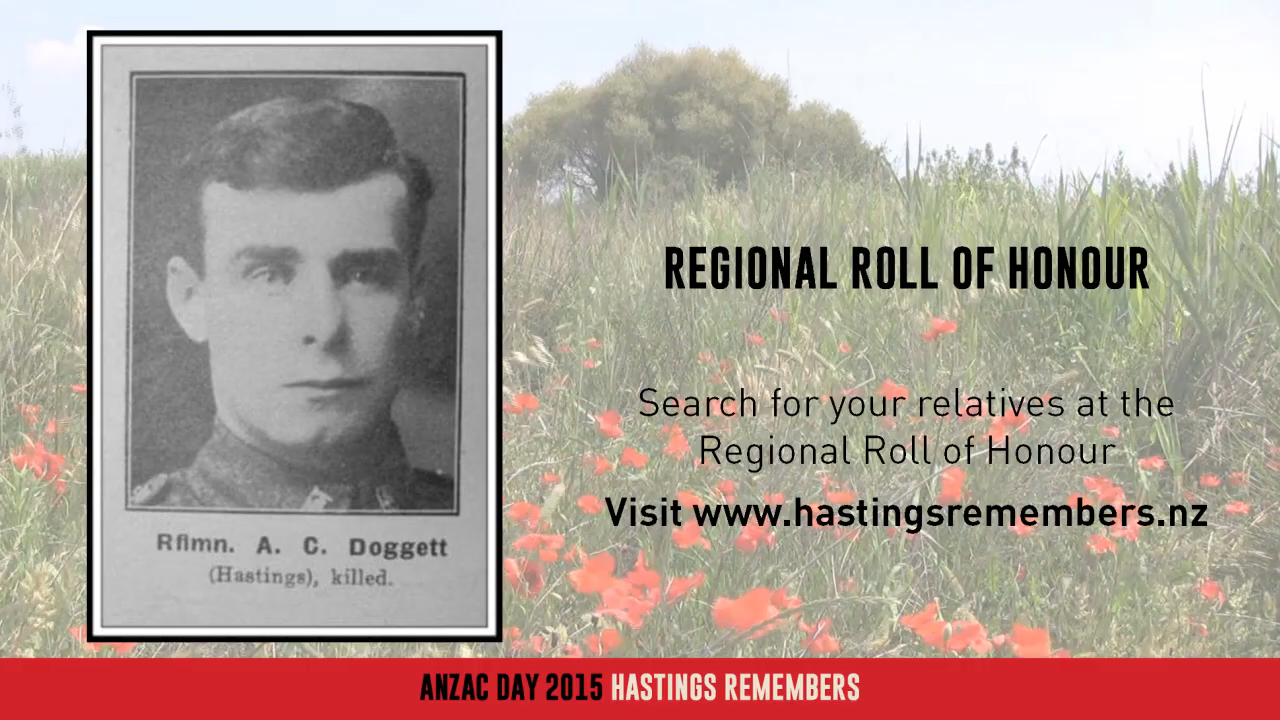 Rflmn. A. C. Doggett
(Hastings), killed.
REGIONAL ROLL OF HONOUR
Search for your relatives at the
Regional Roll of Honour
Visit www.hastingsremembers.nz
ANZAC DAY 2015 HASTINGS REMEMBERS